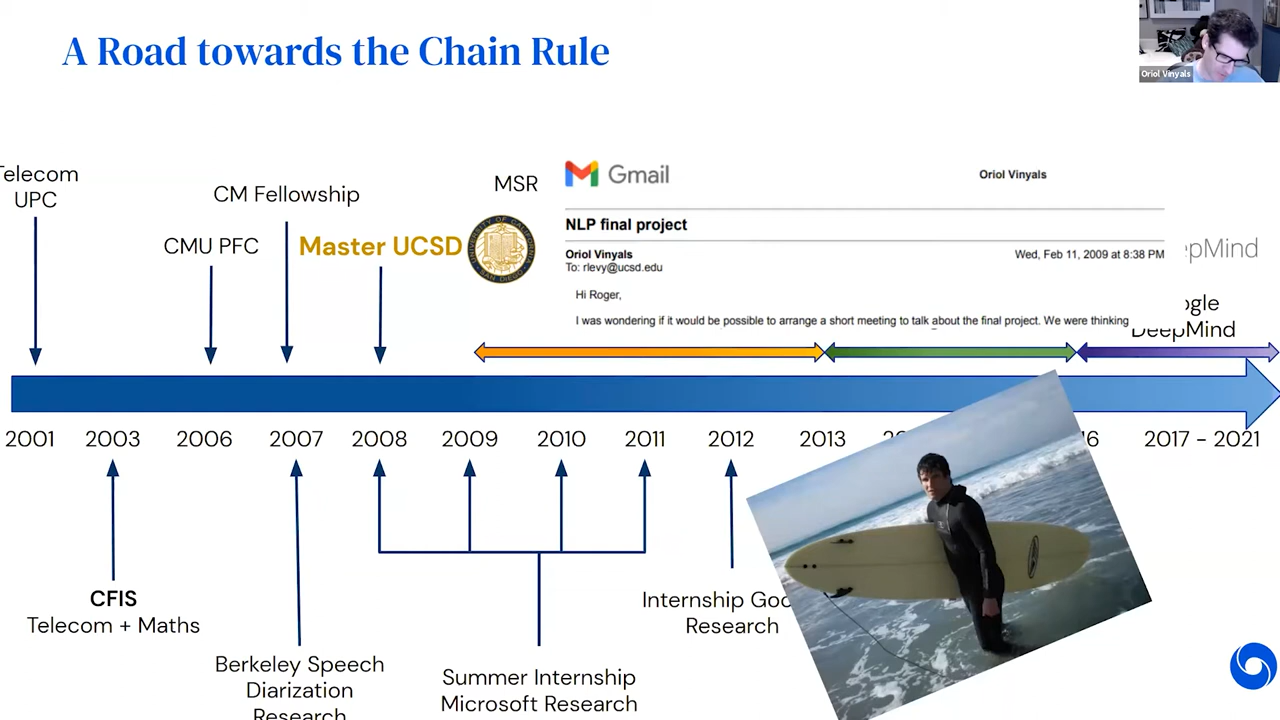 A Road towards the Chain Rule
Oriol Vinyals
Telecom
UPC
CM Fellowship
CMU PFC
Master UCSD
MSR
Gmail
Oriol Vinyals
NLP final project
Oriol Vinyals
Wed, Feb 11, 2009 at 8:38 PM
To: rlevy@ucsd.edu
Hi Roger,
I was wondering if it would be possible to arrange a short meeting to talk about the final project. We were thinking
epMind
ogle
DeepMind
2001 2003 2006 2007 2008 2009 2010 2011 2012 2013 16 2017 - 2021
CFIS
Telecom + Maths
Berkeley Speech
Diarization
Research
Summer Internship
Microsoft Research
Internship Goo
Research